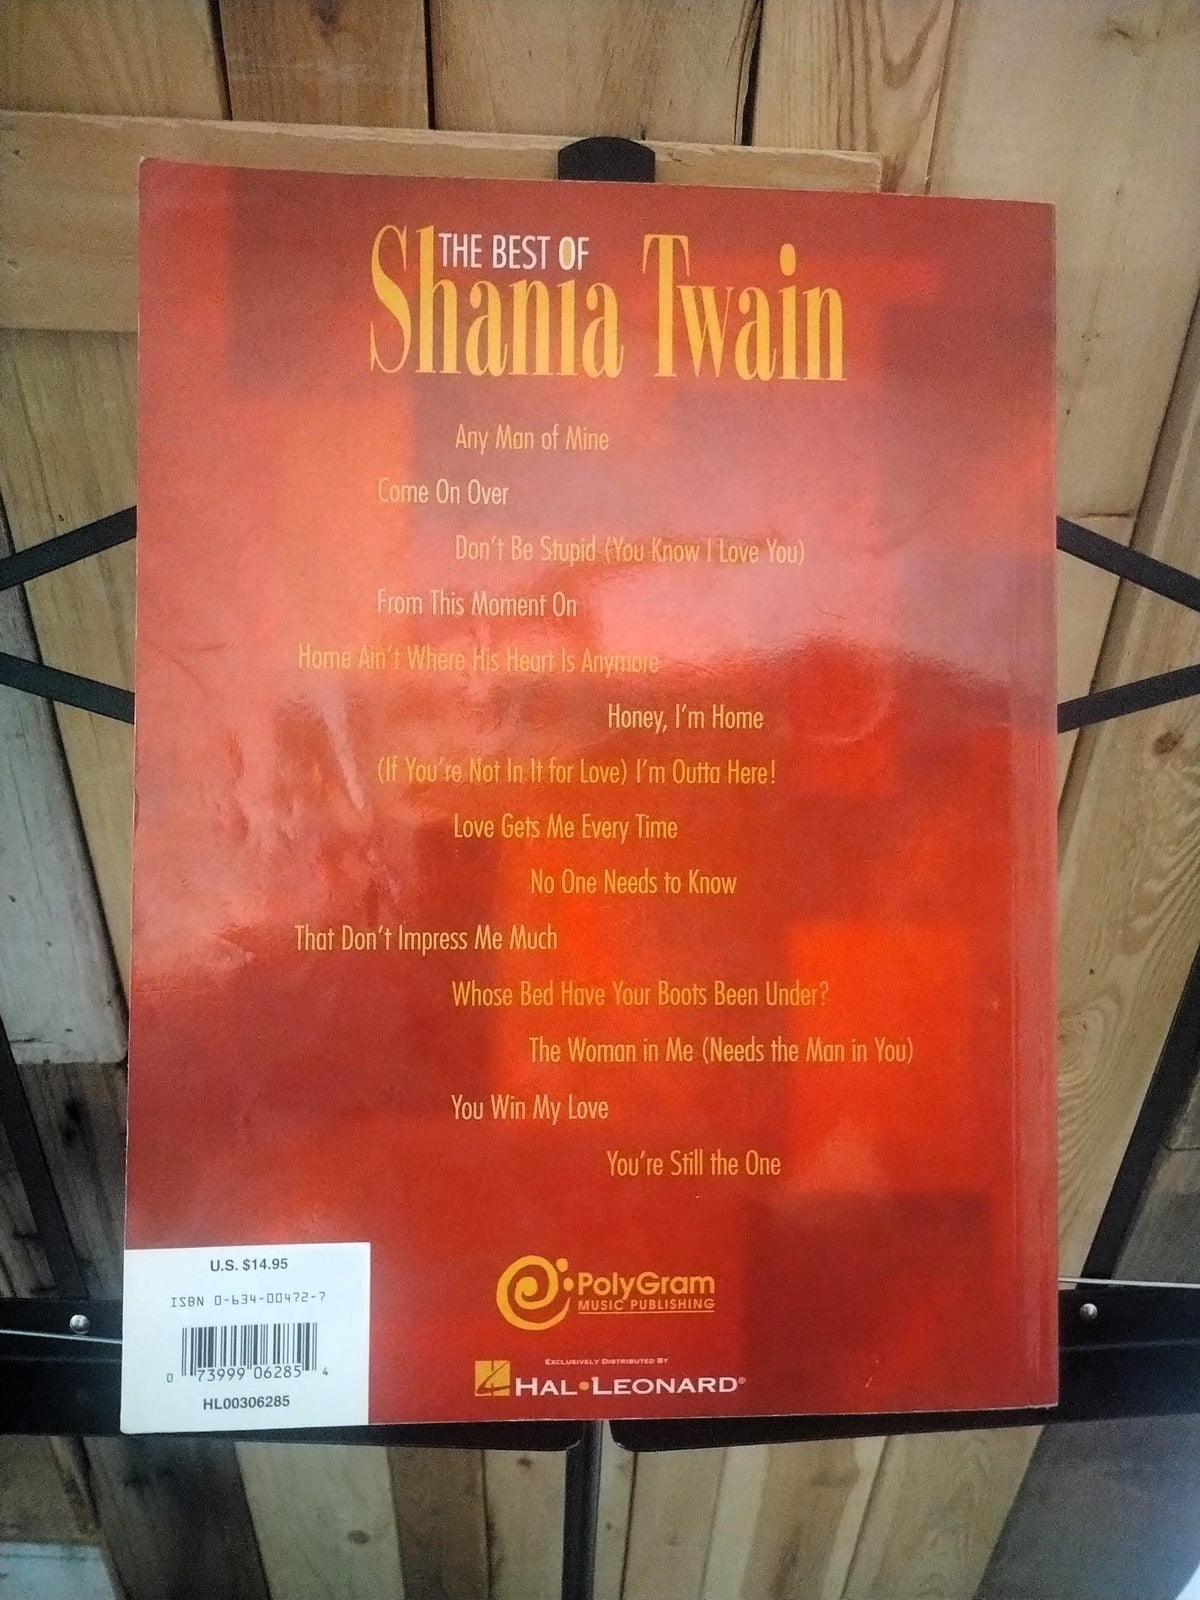 THE BEST OF
Shania Twain
Any Man of Mine
Come On Over
Don't Be Stupid (You Know I Love You)
From This Moment On
Home Ain't Where His Heart Is Anymore
Honey, I'm Home
(If You're Not In It for Love) I'm Outta Here!
Love Gets Me Every Time
No One Needs to Know
That Don't Impress Me Much
Whose Bed Have Your Boots Been Under?
The Woman in Me (Needs the Man in You)
You Win My Love
You're Still the One
U.S. $14.95
ISBN 0-634-00472-7
0 73999 06285 4
HL00306285
PolyGram
MUSIC PUBLISHING
EXCLUSIVELY DISTRIBUTED BY
HAL•LEONARD®